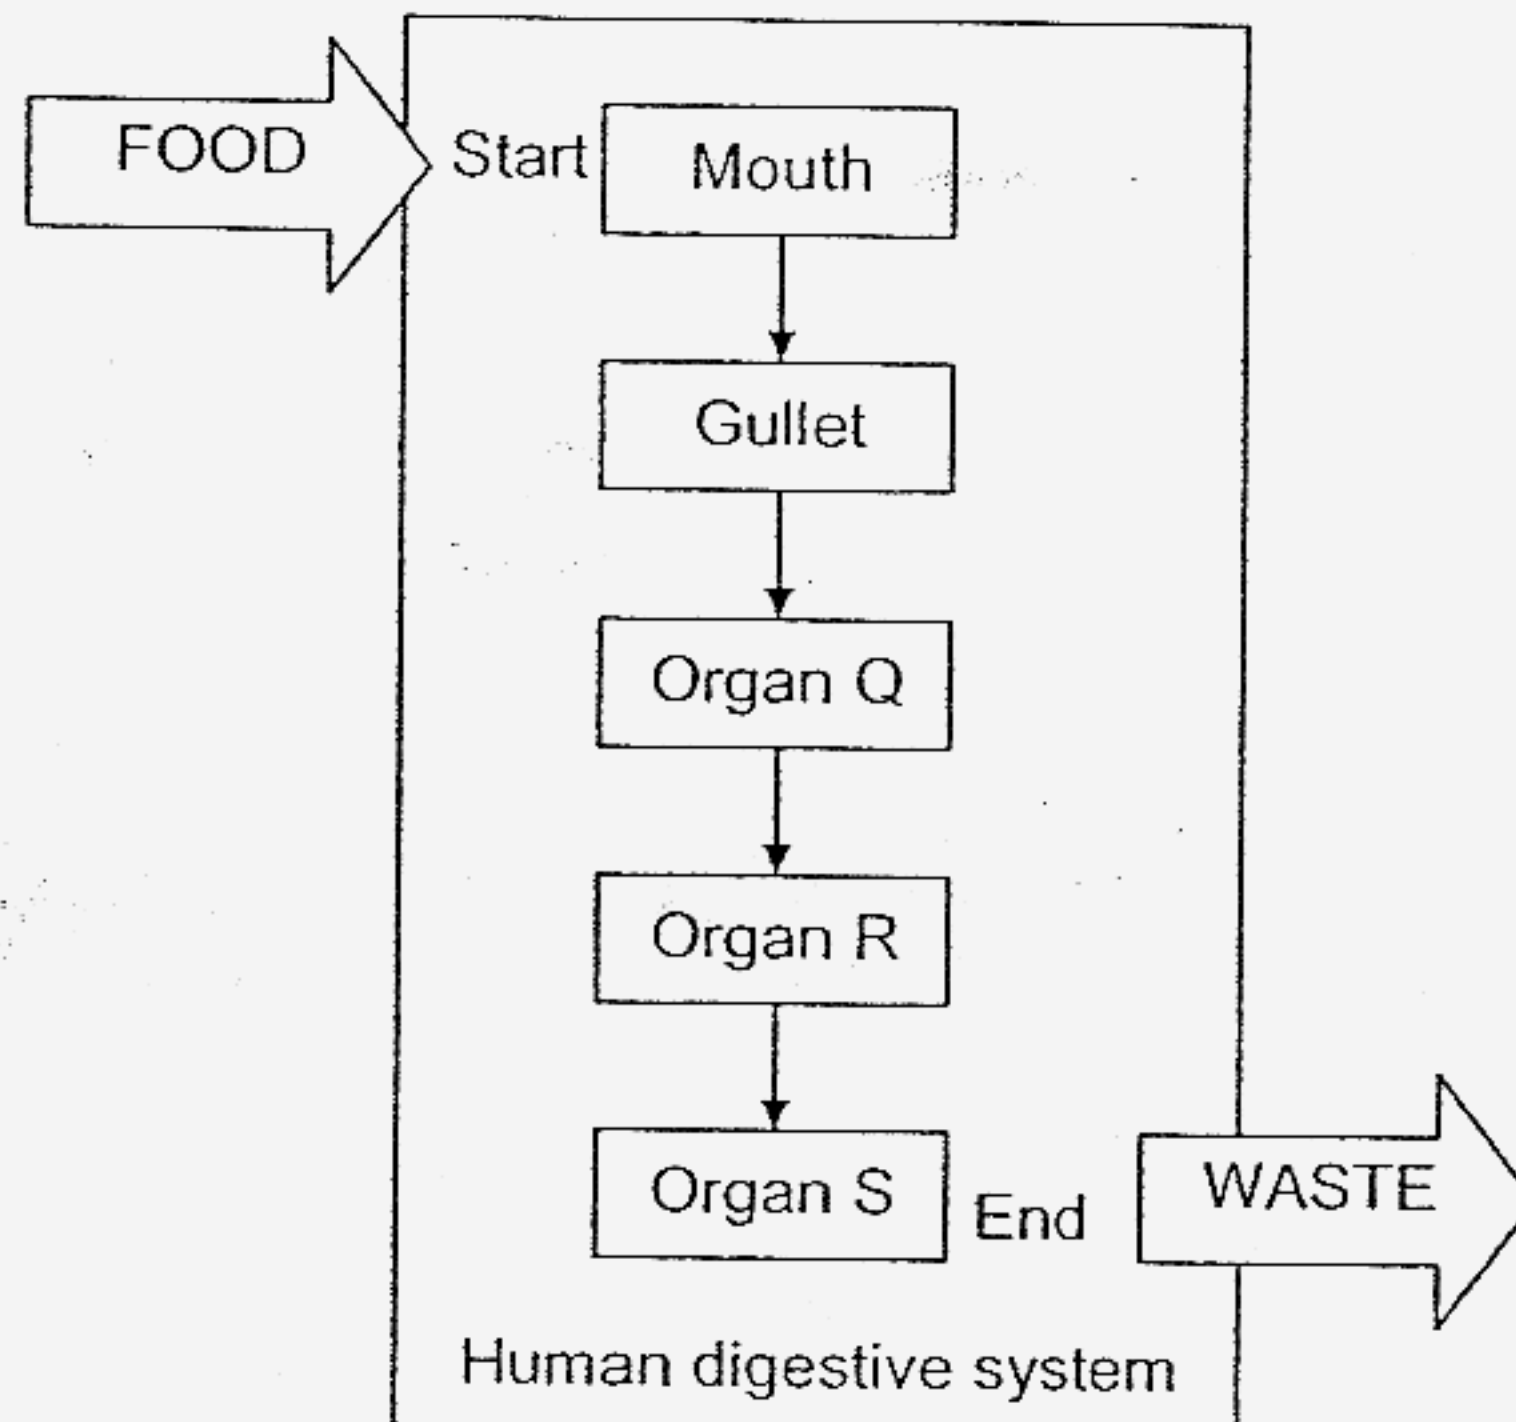 FOOD
Start
Mouth
Gullet
Organ Q
Organ R
Organ S
End
WASTE
Human digestive system